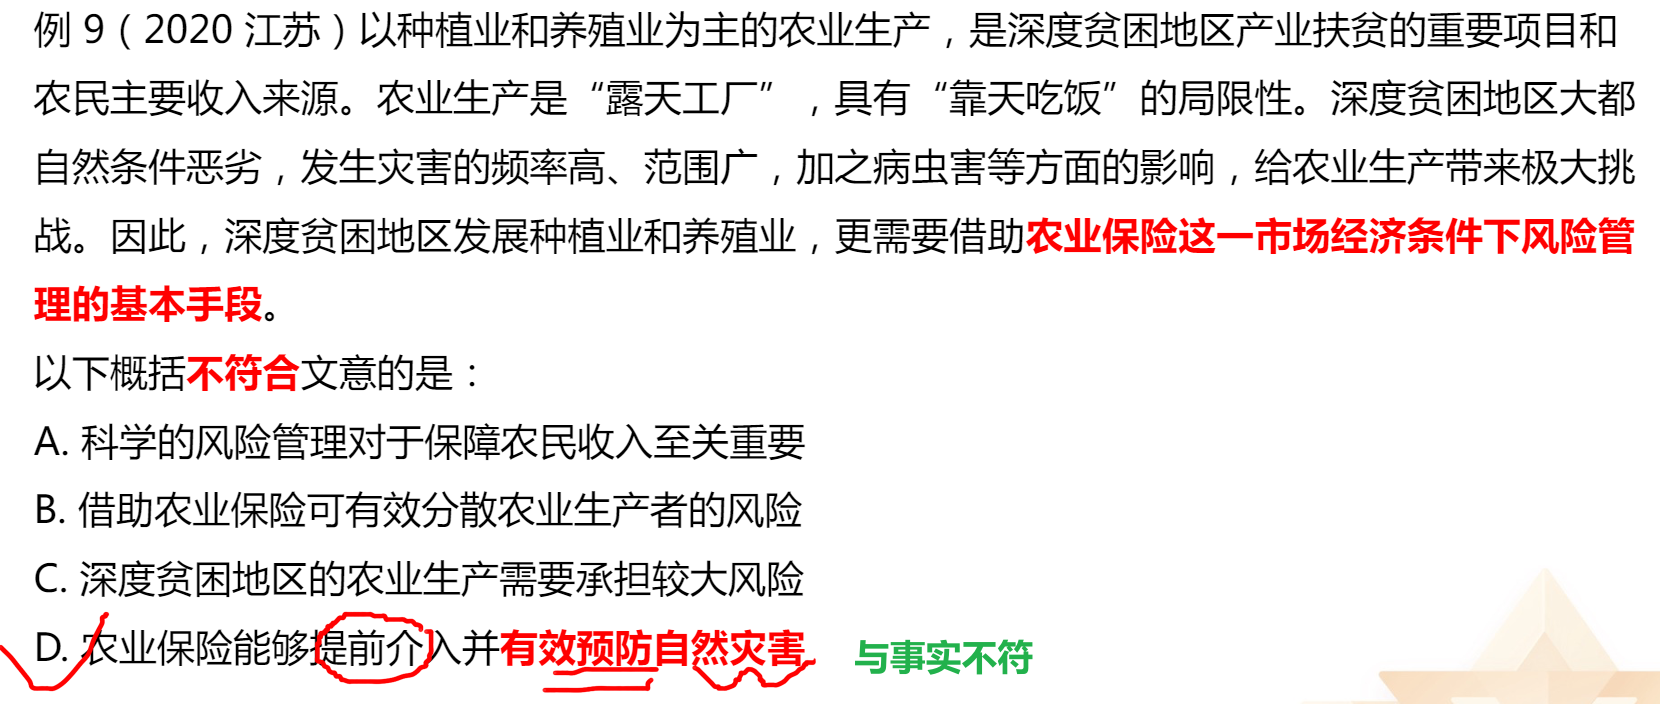 例 9（2020 江苏）以种植业和养殖业为主的农业生产，是深度贫困地区产业扶贫的重要项目和
农民主要收入来源。农业生产是“露天工厂”，具有“靠天吃饭”的局限性。深度贫困地区大都
自然条件恶劣，发生灾害的频率高、范围广，加之病虫害等方面的影响，给农业生产带来极大挑
战。因此，深度贫困地区发展种植业和养殖业，更需要借助农业保险这一市场经济条件下风险管
理的基本手段。
以下概括不符合文意的是：
A. 科学的风险管理对于保障农民收入至关重要
B. 借助农业保险可有效分散农业生产者的风险
C. 深度贫困地区的农业生产需要承担较大风险
D. 农业保险能够提前介入并有效预防自然灾害 与事实不符